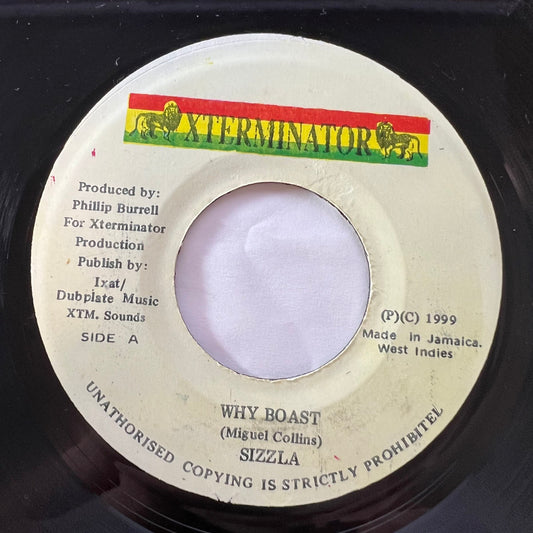 XTERMINATOR
Produced by:
Phillip Burrell
For Xterminator
Production
Publish by:
Ixat/
Dubplate Music
XTM. Sounds
SIDE A
(P)(C) 1999
Made in Jamaica.
West Indies
WHY BOAST
(Miguel Collins)
SIZZLA
UNATHORISED COPYING IS STRICTLY PROHIBITEL